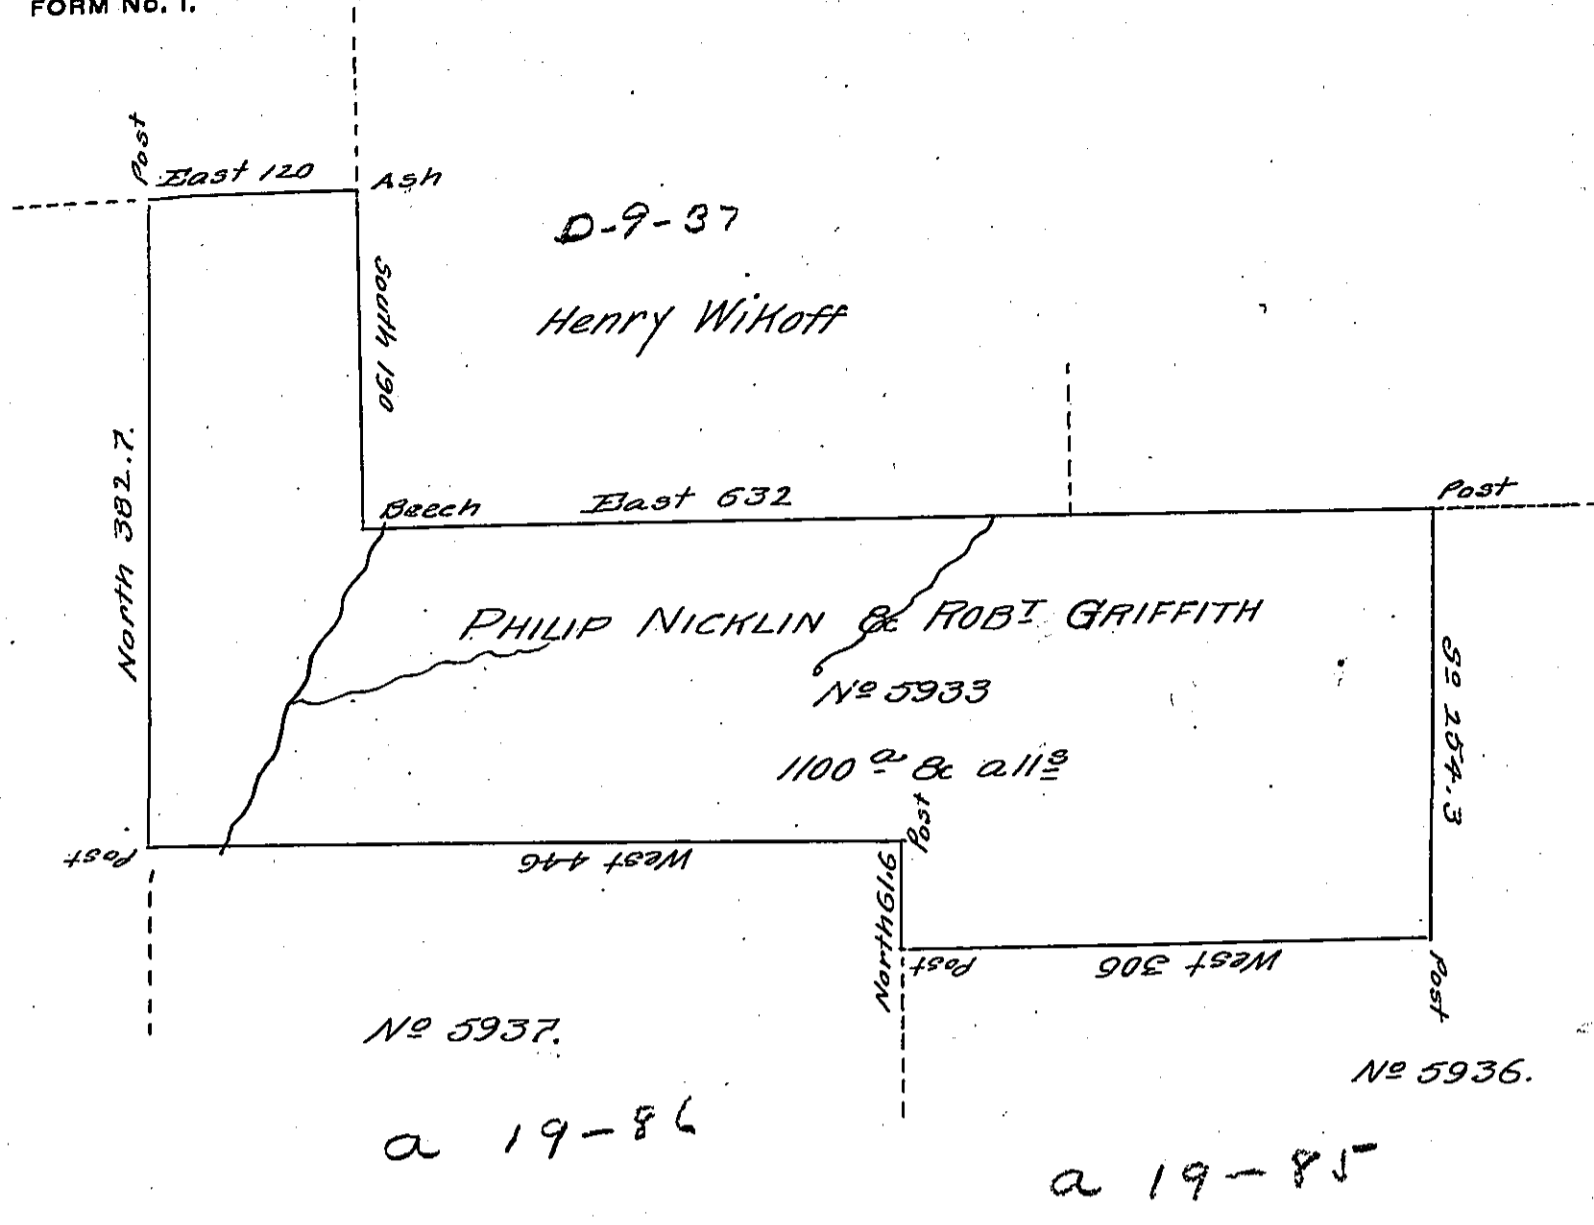 FORM No. 1.
Post
East 120
Ash
D-9-37
South 190
Henry Wikoff
North 382.7.
Beech
East 632
Post
PHILIP NICKLIN & ROBT GRIFFITH
No 5933
So 254.3
1100 a & alls
Post
Post
West 446
North 61.6
Post
West 306
Post
No 5937.
No 5936.
a 19-86
a 19-85